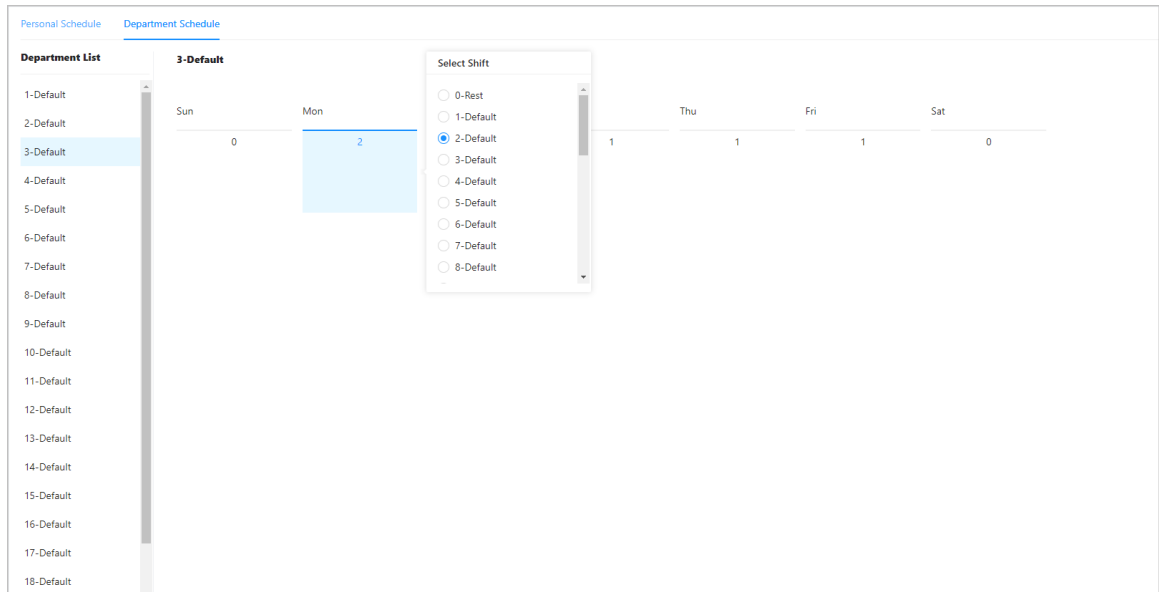 Personal Schedule Department Schedule
Department List
1-Default
2-Default
3-Default
4-Default
5-Default
6-Default
7-Default
8-Default
9-Default
10-Default
11-Default
12-Default
13-Default
14-Default
15-Default
16-Default
17-Default
18-Default
3-Default
Sun Mon Thu Fri Sat
0 2 1 1 1 0
Select Shift
0-Rest
1-Default
2-Default
3-Default
4-Default
5-Default
6-Default
7-Default
8-Default